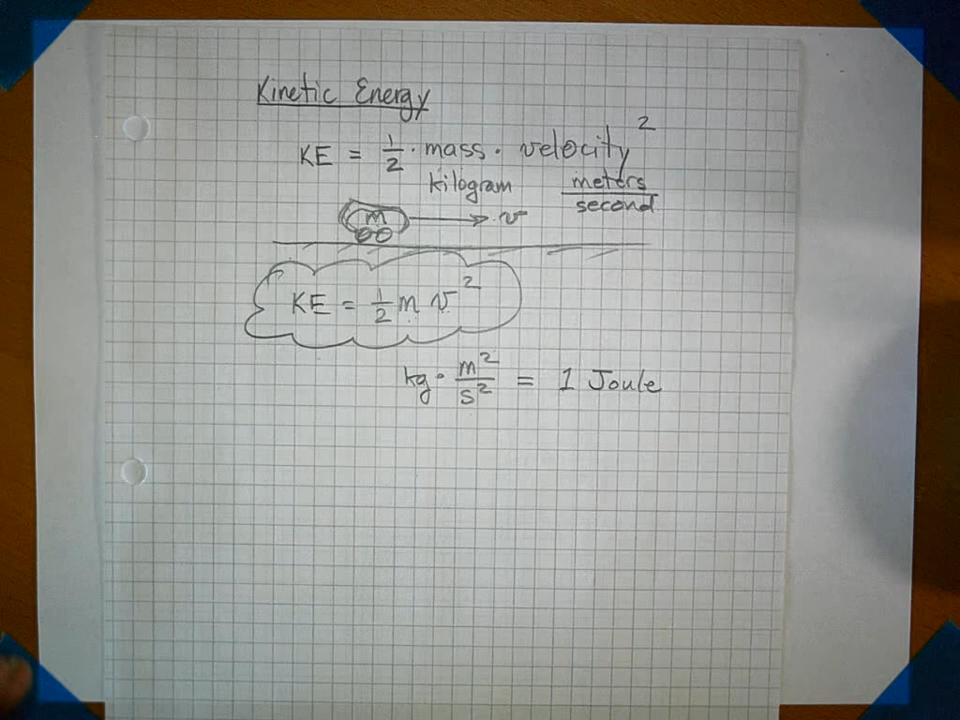 Kinetic Energy
KE = 1/2 · mass · velocity²
kilogram meters/second
m → v
KE = 1/2 m v²
kg · m²/s² = 1 Joule